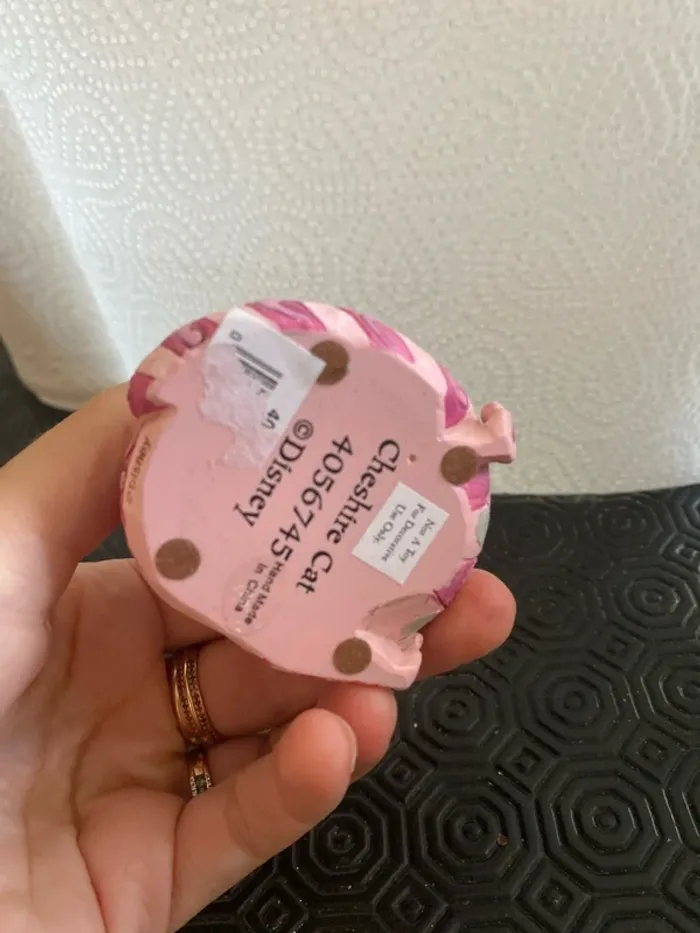 Cheshire Cat
4056745
Hand Made
in China
©Disney
Not A Toy
For Decorative
Use Only.